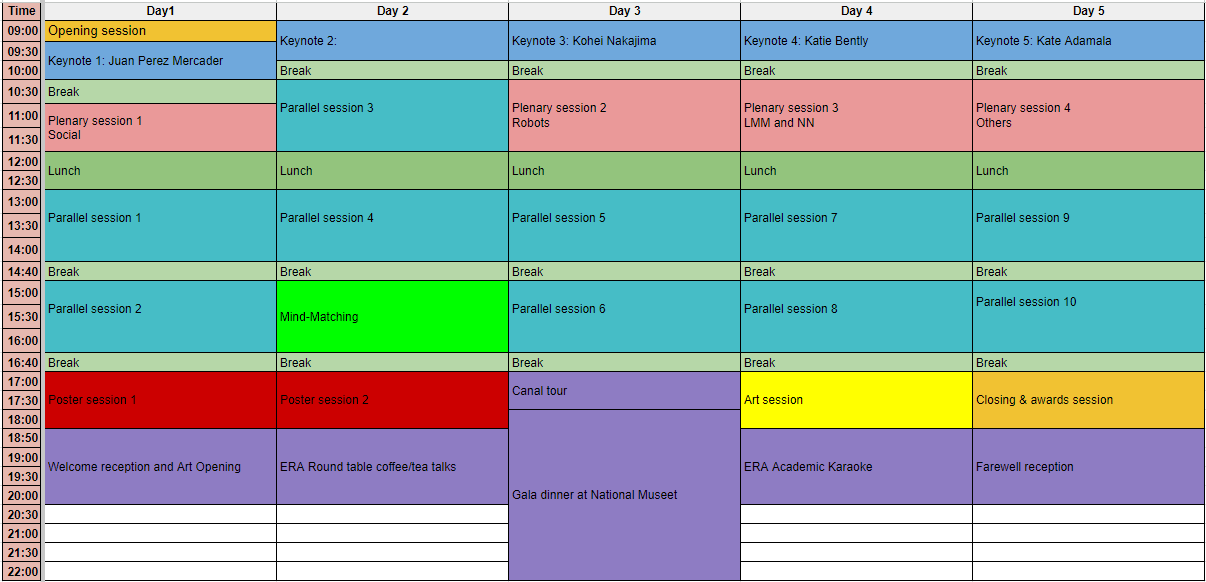 Time Day1 Day 2 Day 3 Day 4 Day 5
09:00 Opening session Keynote 2: Keynote 3: Kohei Nakajima Keynote 4: Katie Bently Keynote 5: Kate Adamala
09:30 Keynote 1: Juan Perez Mercader
10:00 Break Break Break Break
10:30 Break Parallel session 3 Plenary session 2 Plenary session 3 Plenary session 4
Robots LMM and NN Others
11:00 Plenary session 1
Social
11:30
12:00 Lunch Lunch Lunch Lunch Lunch
12:30
13:00 Parallel session 1 Parallel session 4 Parallel session 5 Parallel session 7 Parallel session 9
13:30
14:00
14:40 Break Break Break Break Break
15:00 Parallel session 2 Mind-Matching Parallel session 6 Parallel session 8 Parallel session 10
15:30
16:00
16:40 Break Break Break Break Break
17:00 Poster session 1 Poster session 2 Canal tour Art session Closing & awards session
17:30
18:00
18:50 Welcome reception and Art Opening ERA Round table coffee/tea talks Gala dinner at National Museet ERA Academic Karaoke Farewell reception
19:00
19:30
20:00
20:30
21:00
21:30
22:00